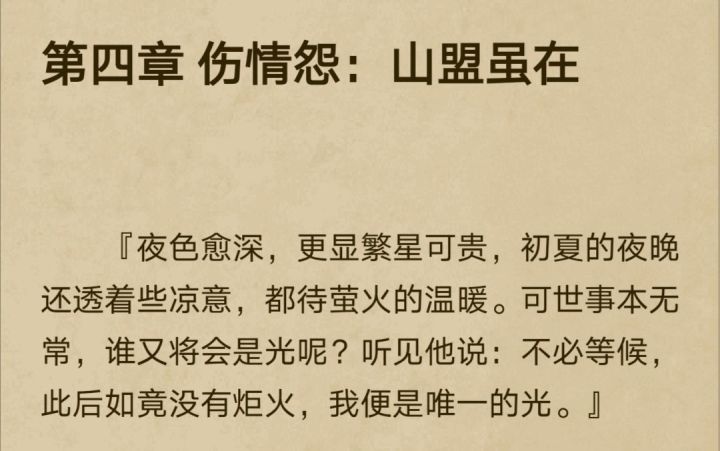 第四章 伤情怨：山盟虽在
『夜色愈深，更显繁星可贵，初夏的夜晚
还透着些凉意，都待萤火的温暖。可世事本无
常，谁又将会是光呢？听见他说：不必等候，
此后如竟没有炬火，我便是唯一的光。』